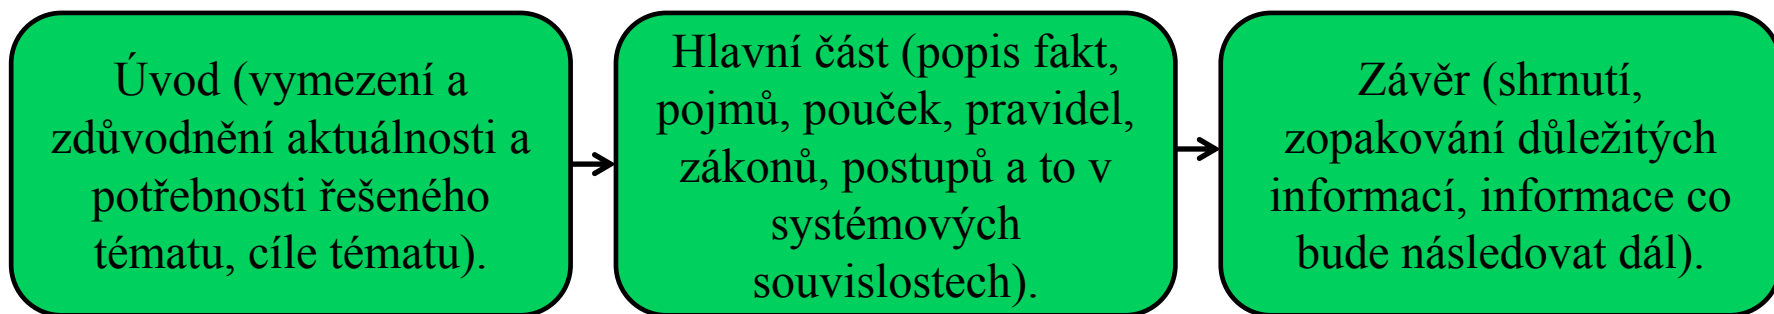 Úvod (vymezení a
zdůvodnění aktuálnosti a
potřebnosti řešeného
tématu, cíle tématu).
Hlavní část (popis fakt,
pojmů, pouček, pravidel,
zákonů, postupů a to v
systémových
souvislostech).
Závěr (shrnutí,
zopakování důležitých
informací, informace co
bude následovat dál).